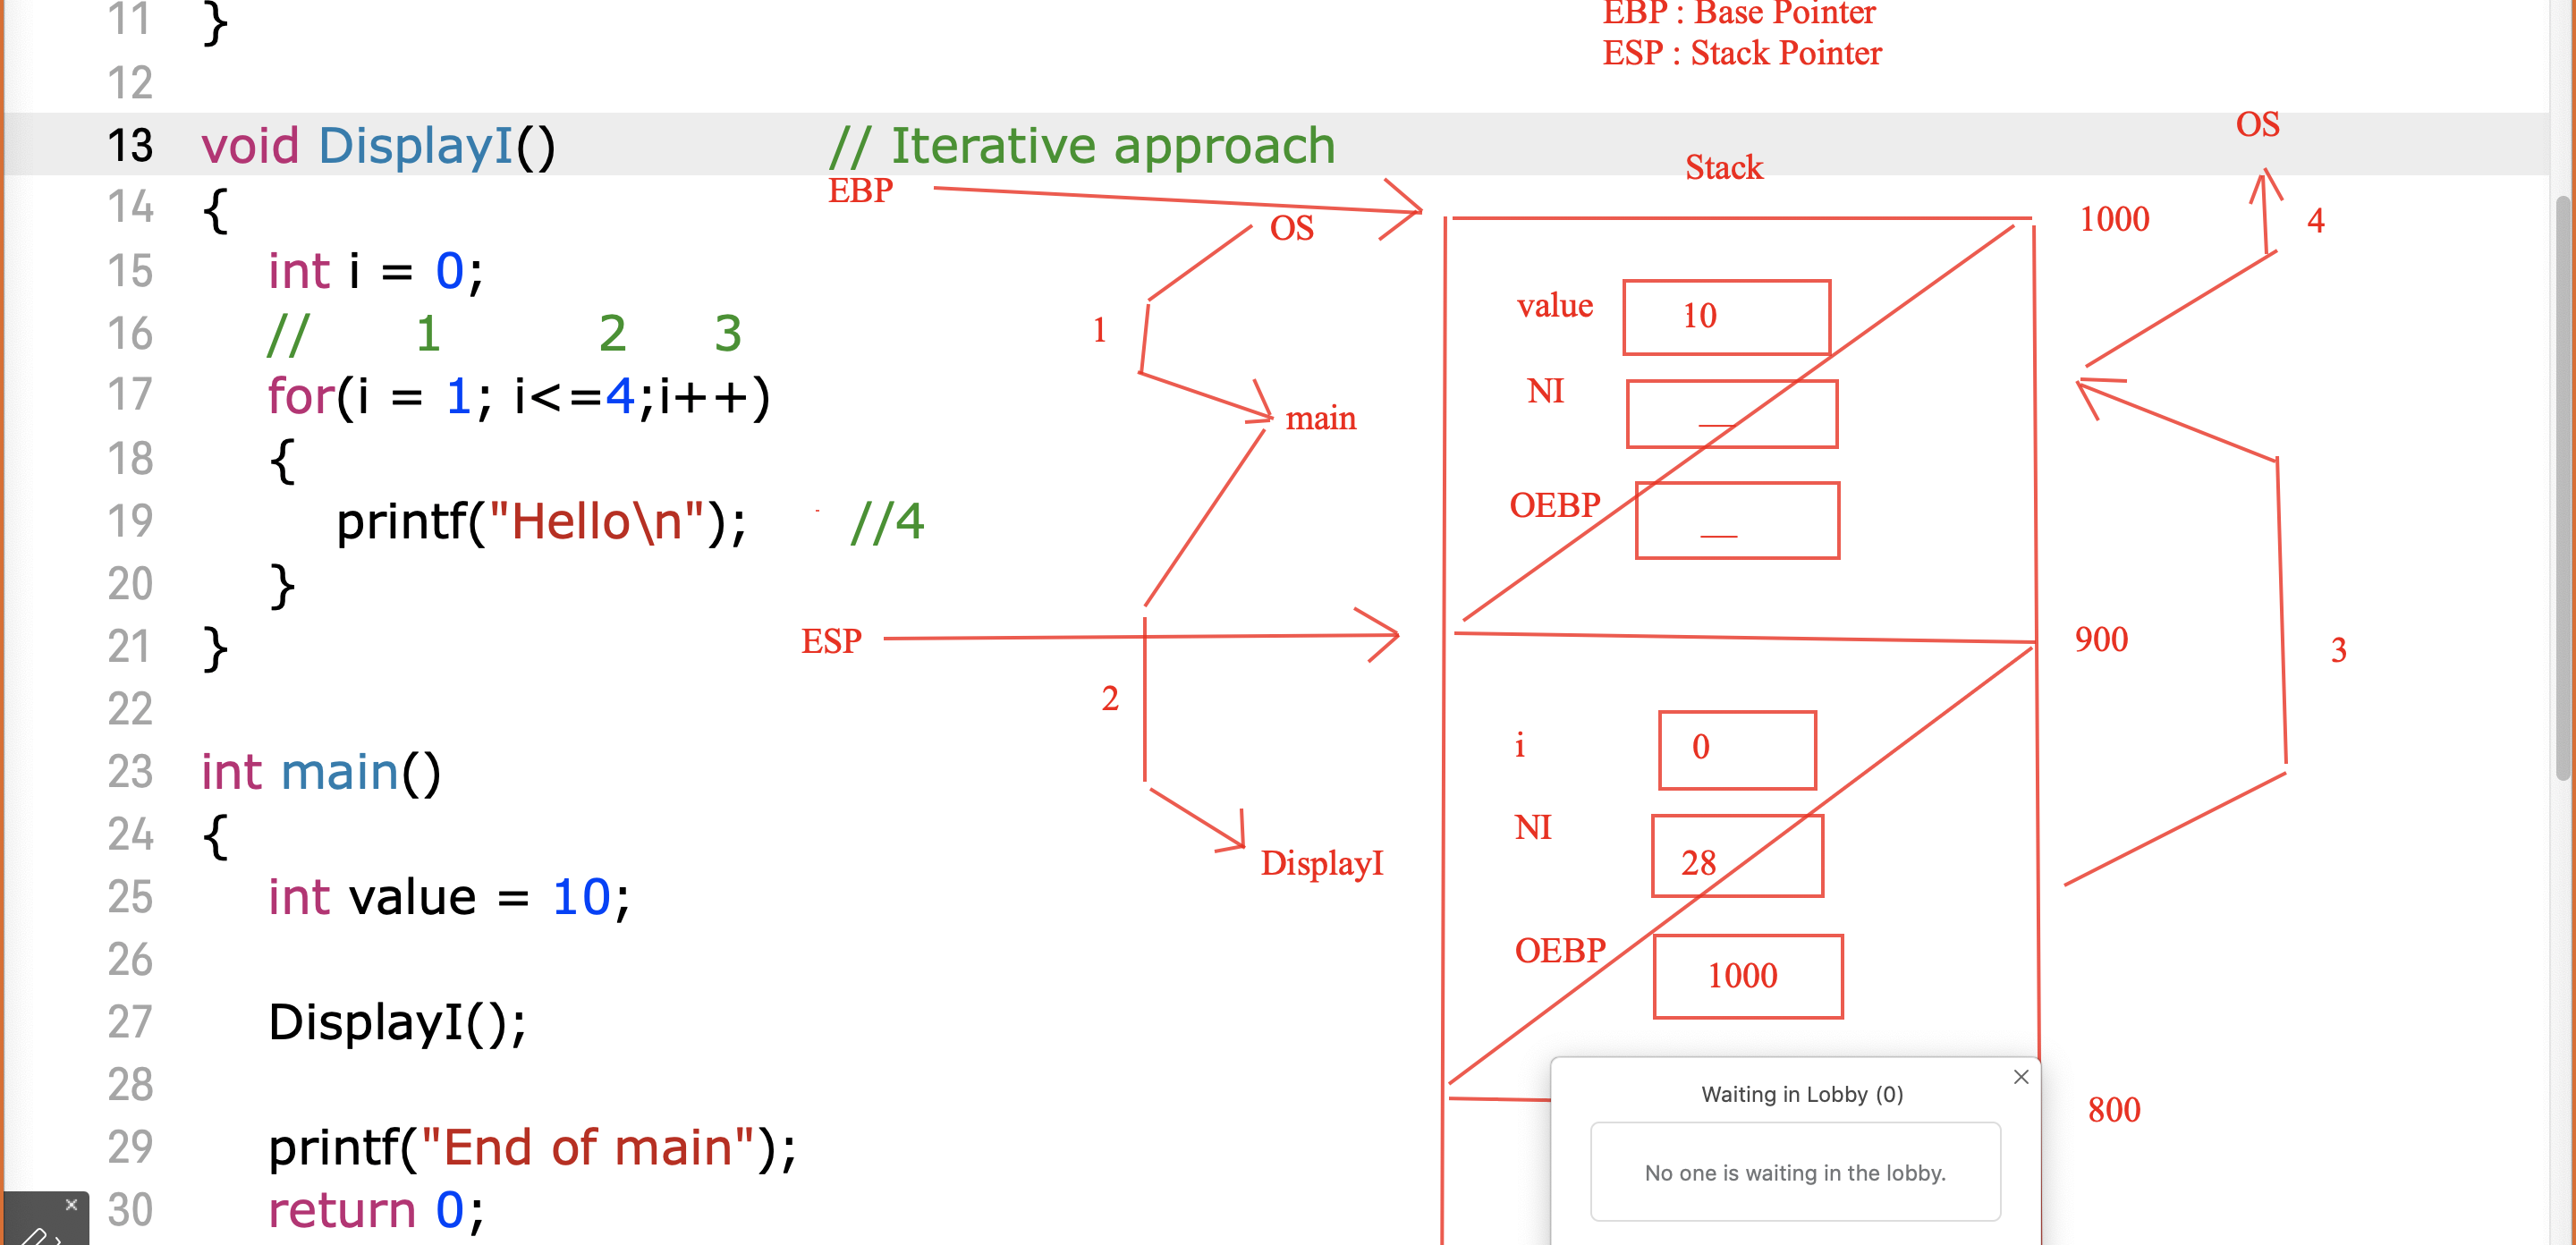 11 }
EBP : Base Pointer
12
ESP : Stack Pointer
13 void DisplayI() // Iterative approach
OS
Stack
EBP
14 {
OS
1000
4
15 int i = 0;
value 10
16 // 1 2 3
1
17 for(i = 1; i<=4;i++)
NI __
main
18 {
OEBP __
19 printf("Hello\n"); //4
20 }
21 }
ESP
900
3
22
2
23 int main()
i 0
24 {
NI 28
DisplayI
25 int value = 10;
26
OEBP 1000
27 DisplayI();
28
Waiting in Lobby (0)
800
29 printf("End of main");
No one is waiting in the lobby.
30 return 0;